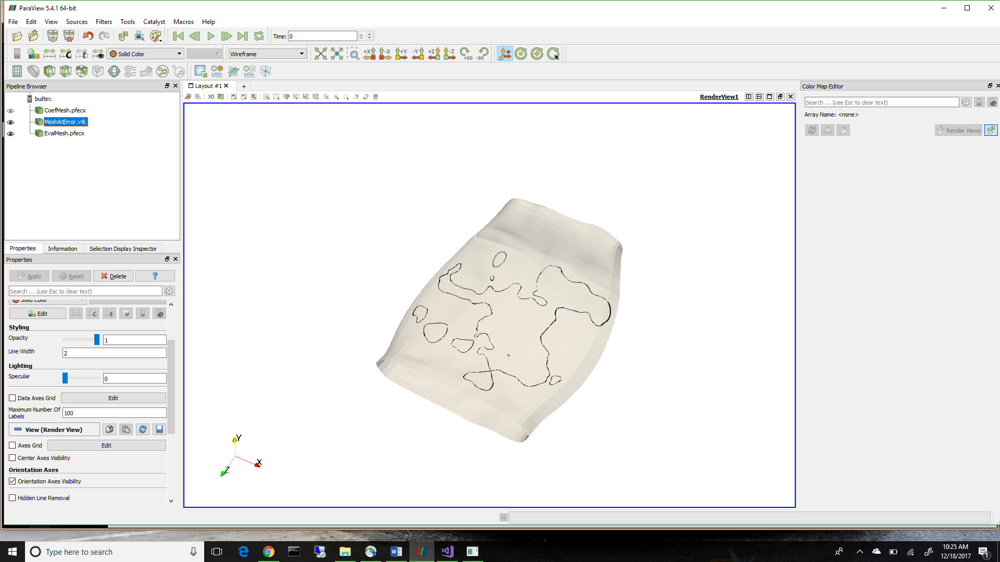 ParaView 5.4.1 64-bit
File Edit View Sources Filters Tools Catalyst Macros Help
Time: 0 0
Solid Color Wireframe +X -X +Y -Y +Z -Z +90 -90
Pipeline Browser
Layout #1 +
Color Map Editor
builtin:
3D
RenderView1
Search ... (use Esc to clear text)
CoefMesh.pfecx
Array Name: <none>
MeshAtError.vtk
EvalMesh.pfecx
Render Views
Properties Information Selection Display Inspector
Properties
Apply Reset Delete ?
Search ... (use Esc to clear text)
Solid Color
Edit
Styling
Opacity 1
Line Width 2
Lighting
Specular 0
Data Axes Grid Edit
Maximum Number Of
Labels 100
View (Render View)
Axes Grid Edit
Center Axes Visibility
Orientation Axes
Orientation Axes Visibility
Hidden Line Removal
Y
X
Z
Type here to search
10:25 AM
12/18/2017
1